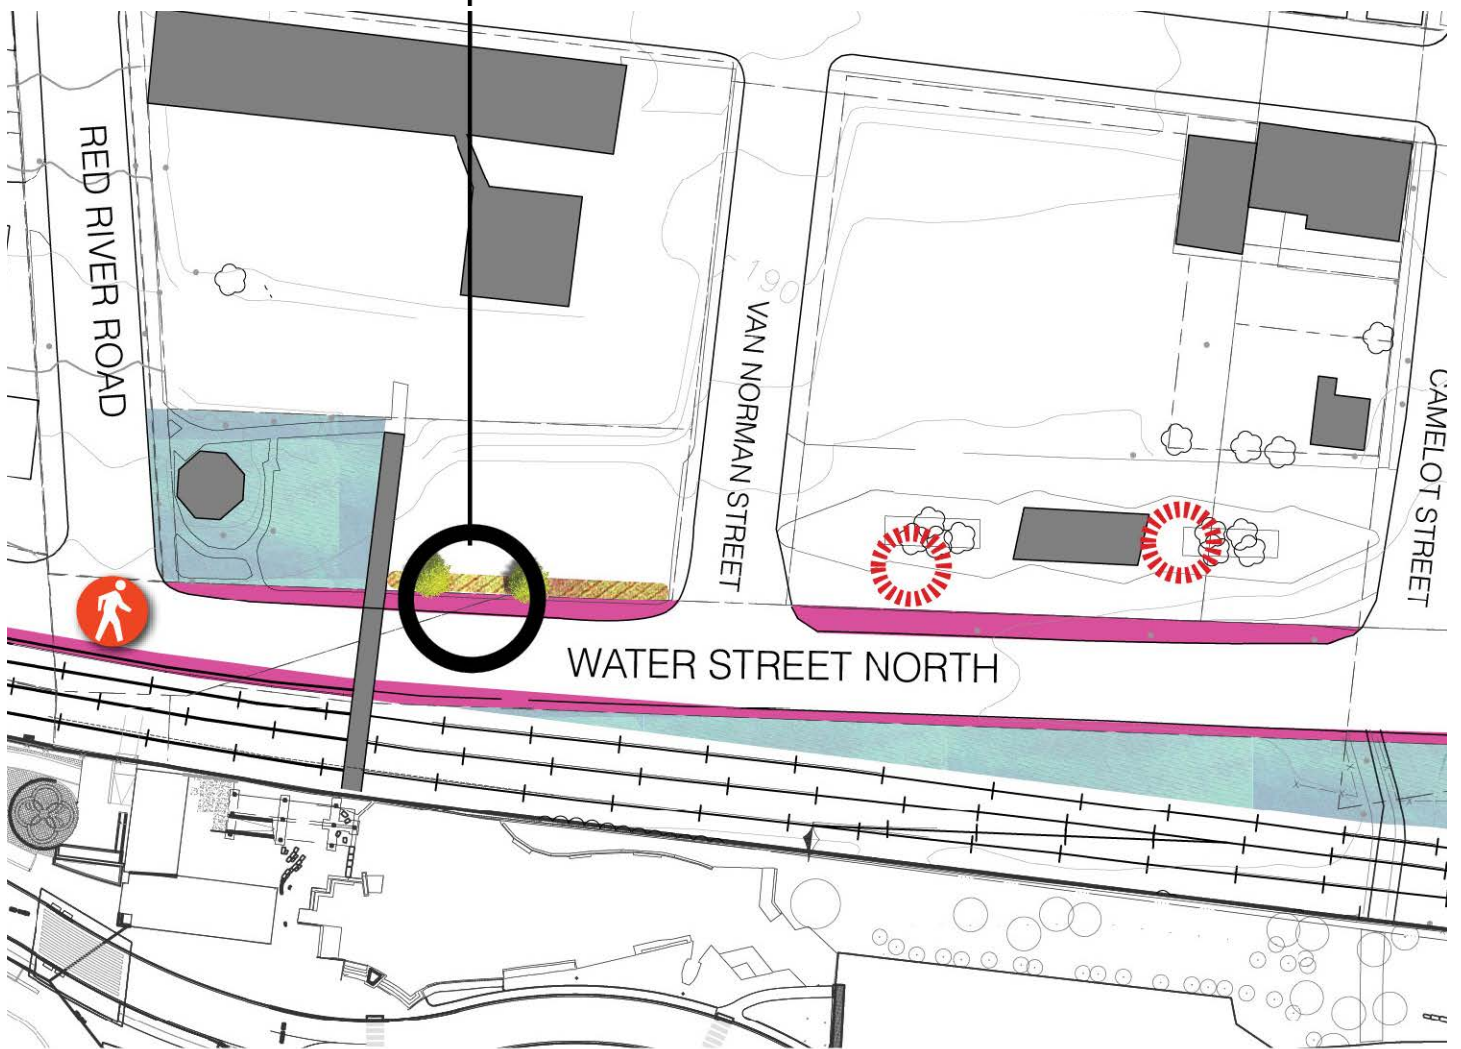 RED RIVER ROAD
190
VAN NORMAN STREET
CAMELOT STREET
WATER STREET NORTH